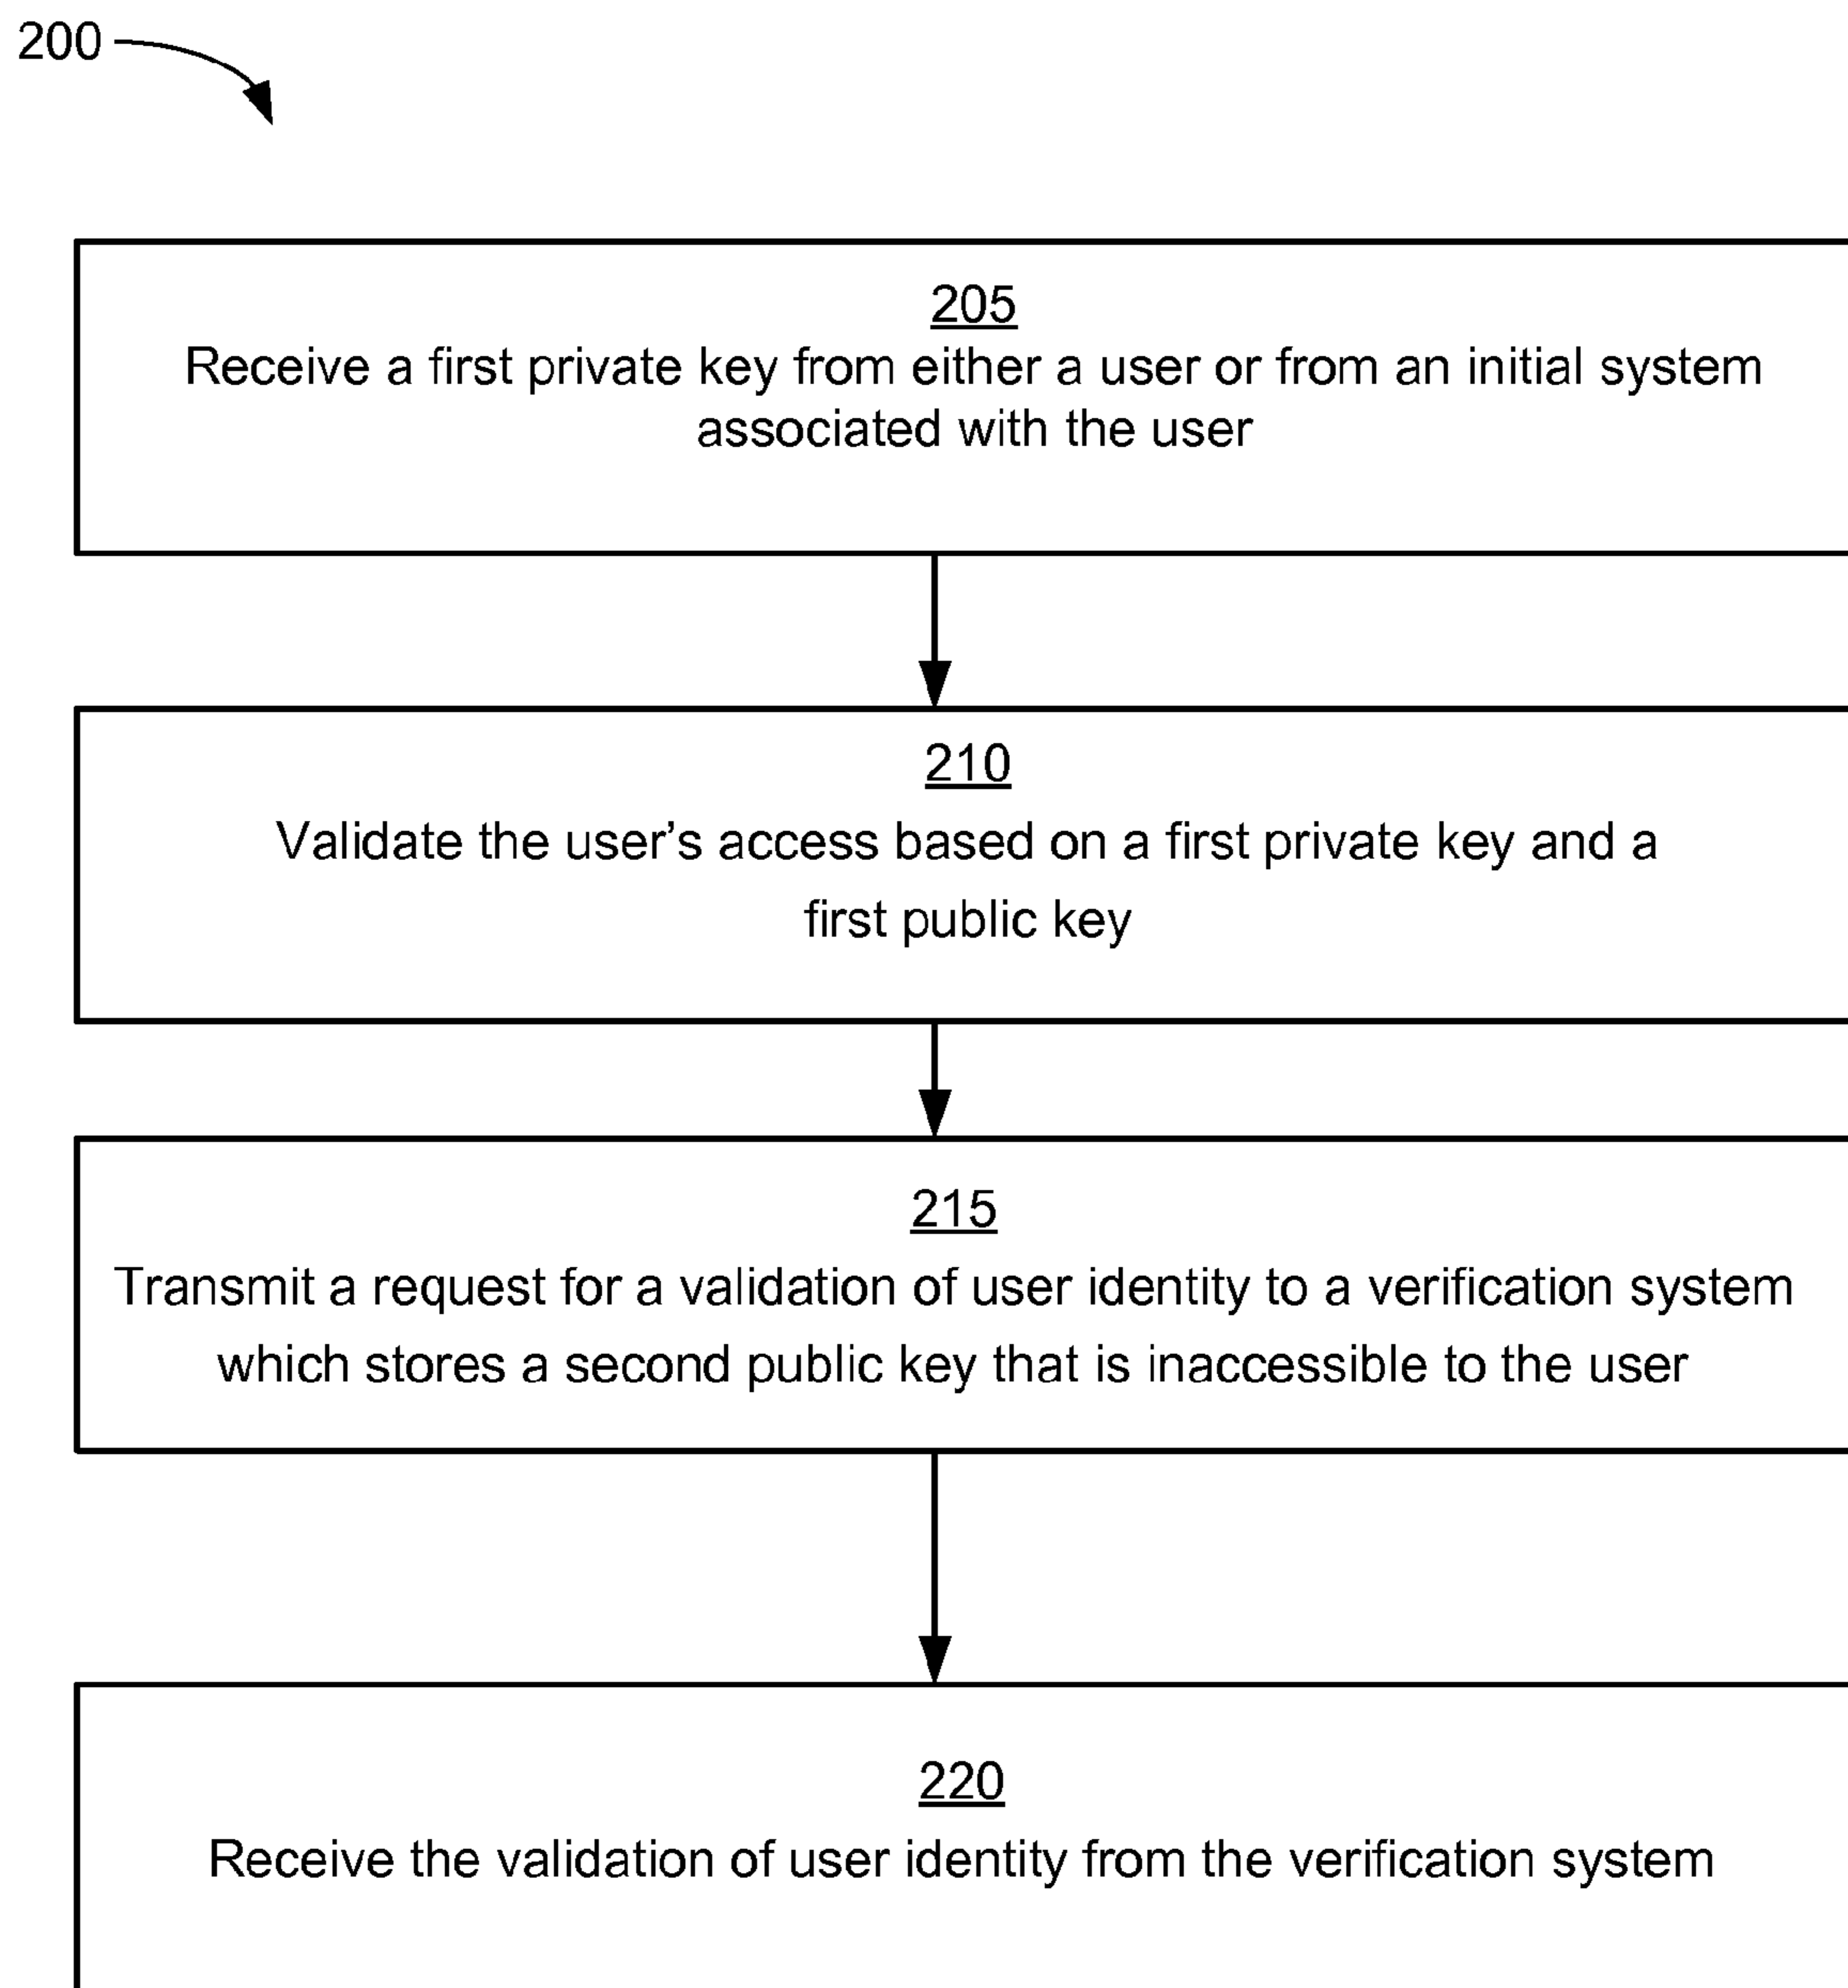 200
205
Receive a first private key from either a user or from an initial system
associated with the user
210
Validate the user’s access based on a first private key and a
first public key
215
Transmit a request for a validation of user identity to a verification system
which stores a second public key that is inaccessible to the user
220
Receive the validation of user identity from the verification system